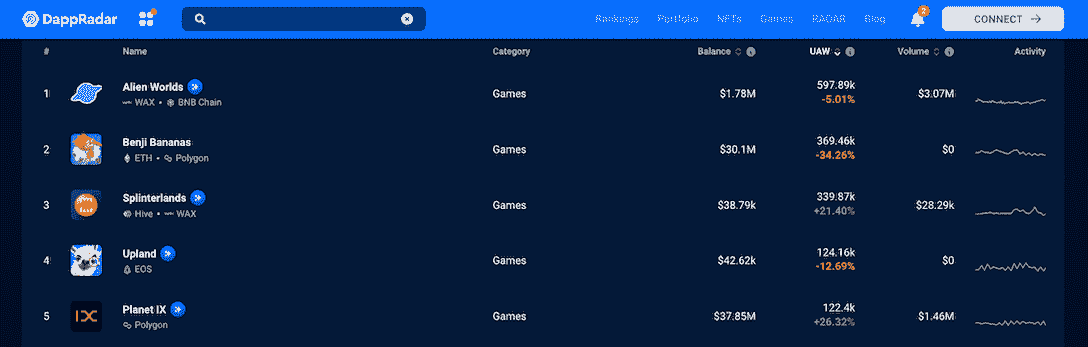 DappRadar
Rankings Portfolio NFTs Games RADAR Blog 2 CONNECT →
# Name Category Balance UAW Volume Activity
1 Alien Worlds Games $1.78M 597.89k $3.07M
WAX • BNB Chain -5.01%
2 Benji Bananas Games $30.1M 369.46k $0
ETH • Polygon -34.26%
3 Splinterlands Games $38.79k 339.87k $28.29k
Hive • WAX +21.40%
4 Upland Games $42.62k 124.16k $0
EOS -12.69%
5 Planet IX Games $37.85M 122.4k $1.46M
IX
Polygon +26.32%